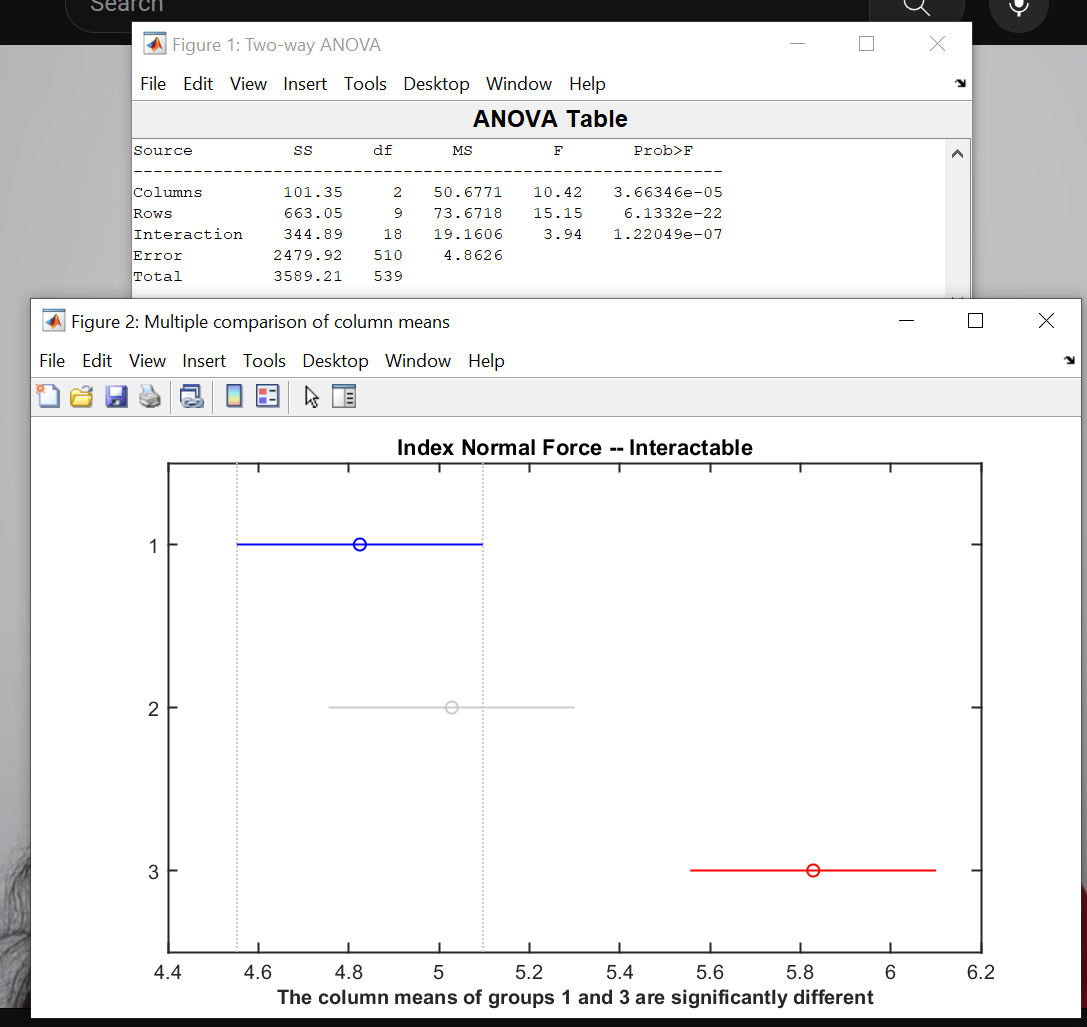 Search
Figure 1: Two-way ANOVA
File Edit View Insert Tools Desktop Window Help
ANOVA Table
Source SS df MS F Prob>F
Columns 101.35 2 50.6771 10.42 3.66346e-05
Rows 663.05 9 73.6718 15.15 6.1332e-22
Interaction 344.89 18 19.1606 3.94 1.22049e-07
Error 2479.92 510 4.8626
Total 3589.21 539
Figure 2: Multiple comparison of column means
File Edit View Insert Tools Desktop Window Help
Index Normal Force -- Interactable
1
2
3
4.4 4.6 4.8 5 5.2 5.4 5.6 5.8 6 6.2
The column means of groups 1 and 3 are significantly different